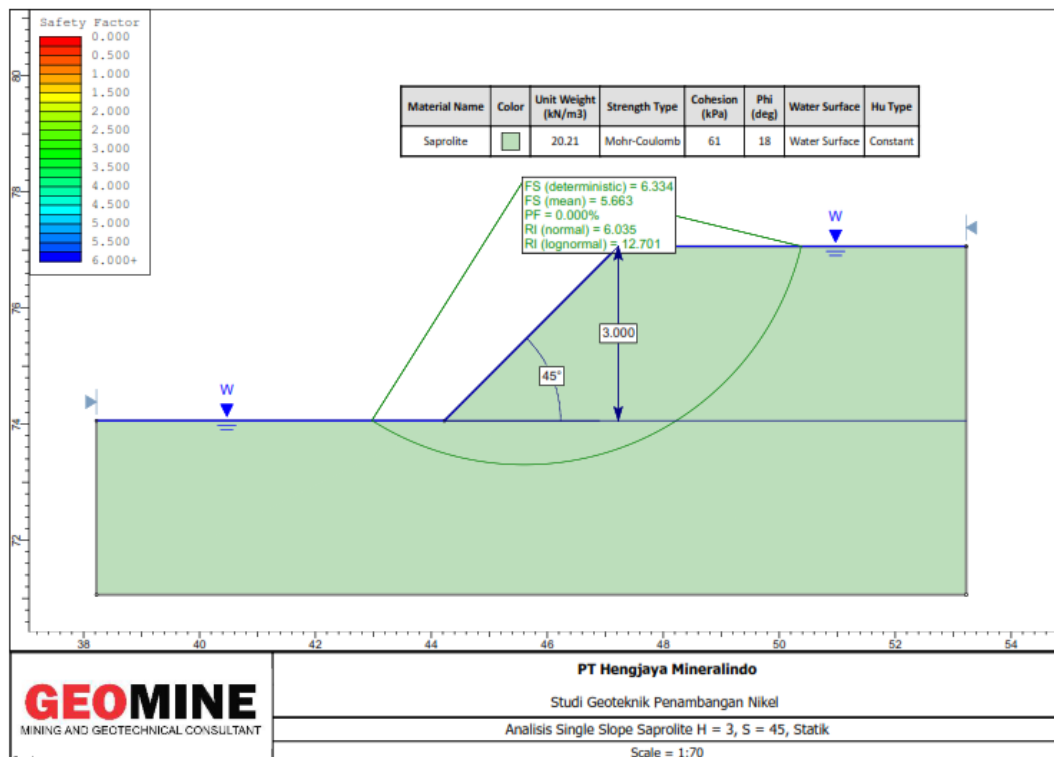 Safety Factor
0.000
0.500
1.000
1.500
2.000
2.500
3.000
3.500
4.000
4.500
5.000
5.500
6.000+
Material Name Color Unit Weight (kN/m3) Strength Type Cohesion (kPa) Phi (deg) Water Surface Hu Type
Saprolite 20.21 Mohr-Coulomb 61 18 Water Surface Constant
FS (deterministic) = 6.334
FS (mean) = 5.663
PF = 0.000%
RI (normal) = 6.035
RI (lognormal) = 12.701
W
W
3.000
45°
80
78
76
74
72
38 40 42 44 46 48 50 52 54
GEOMINE
MINING AND GEOTECHNICAL CONSULTANT
PT Hengjaya Mineralindo
Studi Geoteknik Penambangan Nikel
Analisis Single Slope Saprolite H = 3, S = 45, Statik
Scale = 1:70